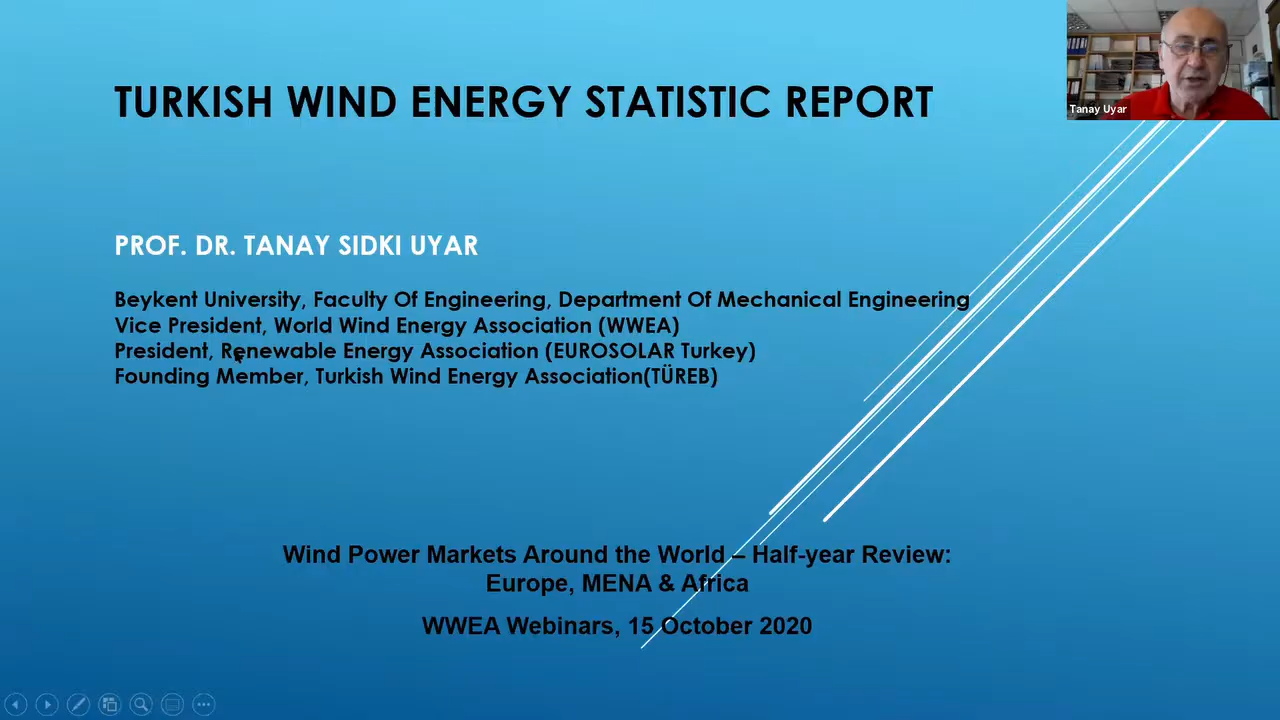 TURKISH WIND ENERGY STATISTIC REPORT
Tanay Uyar
PROF. DR. TANAY SIDKI UYAR
Beykent University, Faculty Of Engineering, Department Of Mechanical Engineering
Vice President, World Wind Energy Association (WWEA)
President, Renewable Energy Association (EUROSOLAR Turkey)
Founding Member, Turkish Wind Energy Association(TÜREB)
Wind Power Markets Around the World – Half-year Review:
Europe, MENA & Africa
WWEA Webinars, 15 October 2020